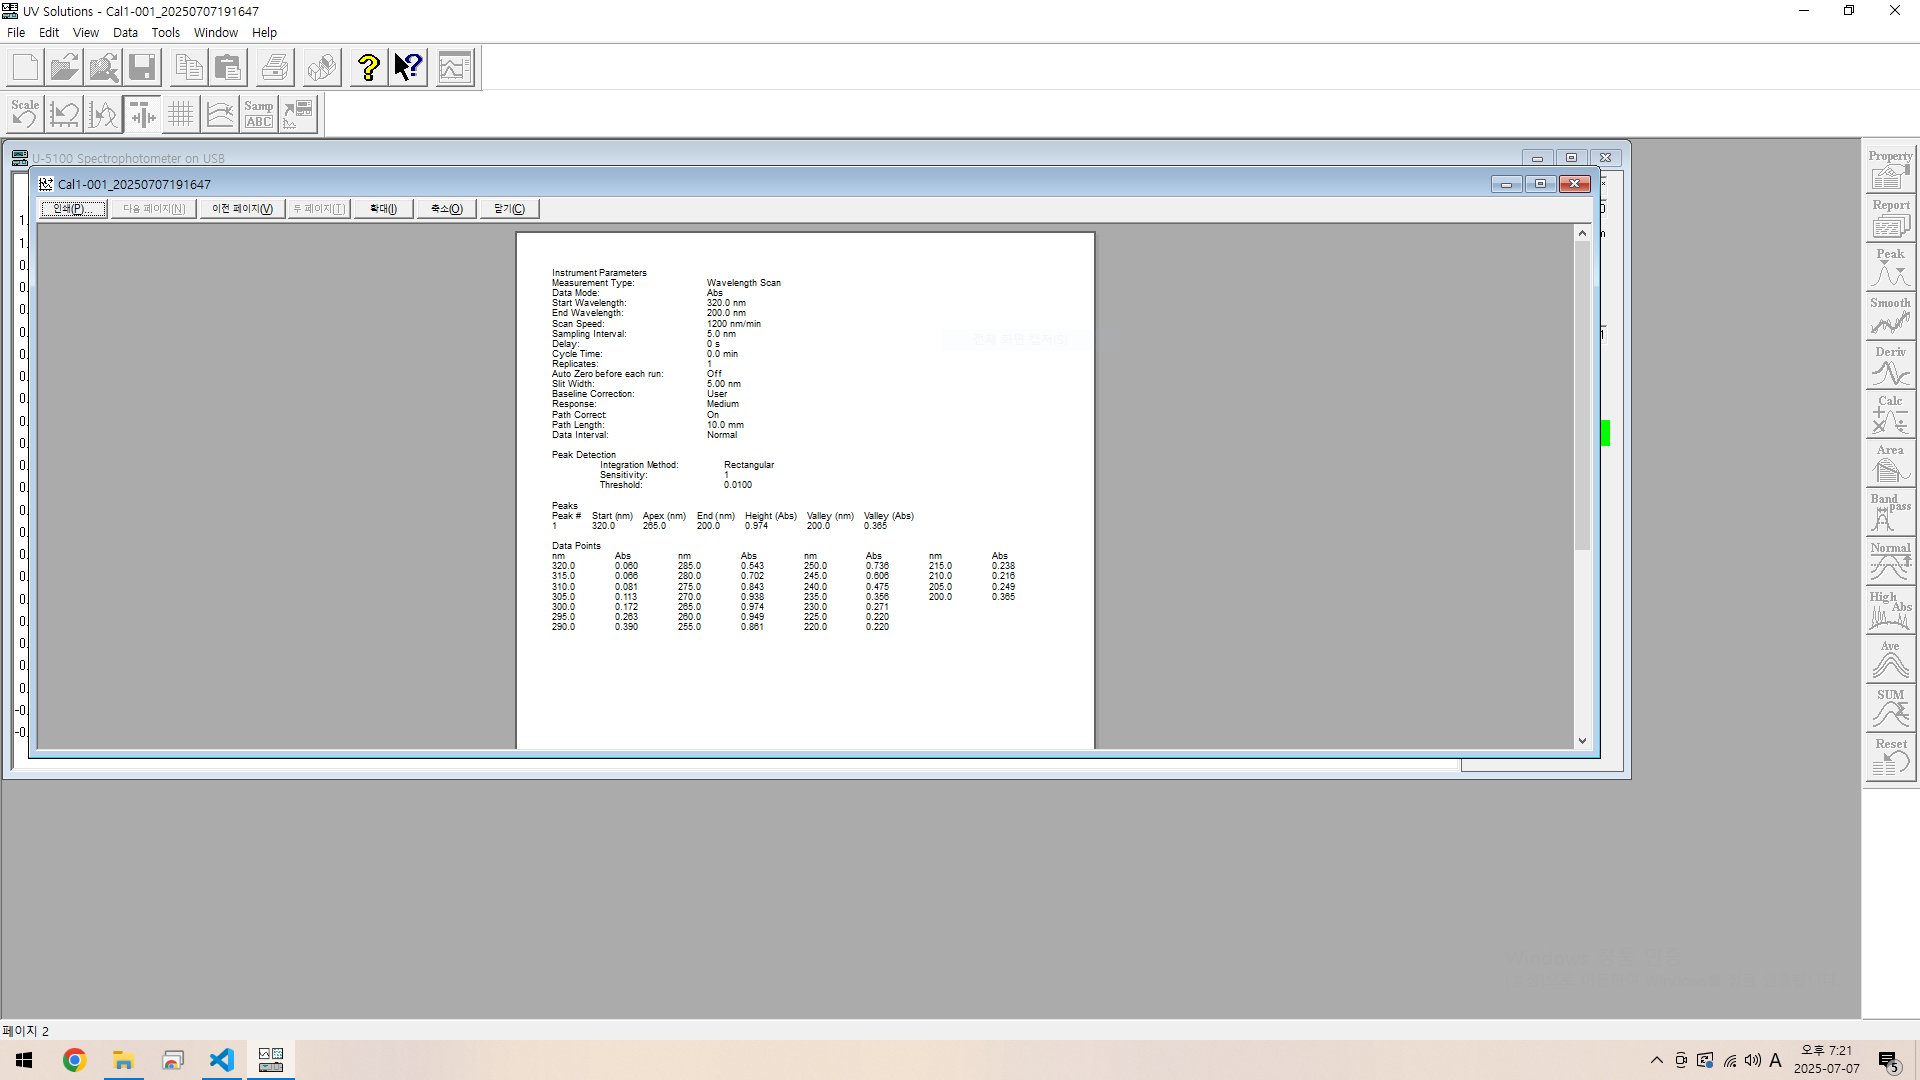 UV Solutions - Cal1-001_20250707191647
File Edit View Data Tools Window Help
Scale
Samp
ABC
U-5100 Spectrophotometer on USB
Cal1-001_20250707191647
인쇄(P)... 다음 페이지(N) 이전 페이지(V) 두 페이지(T) 확대(I) 축소(O) 닫기(C)
Instrument Parameters
Measurement Type: Wavelength Scan
Data Mode: Abs
Start Wavelength: 320.0 nm
End Wavelength: 200.0 nm
Scan Speed: 1200 nm/min
Sampling Interval: 5.0 nm
Delay: 0 s
Cycle Time: 0.0 min
Replicates: 1
Auto Zero before each run: Off
Slit Width: 5.00 nm
Baseline Correction: User
Response: Medium
Path Correct: On
Path Length: 10.0 mm
Data Interval: Normal
Peak Detection
Integration Method: Rectangular
Sensitivity: 1
Threshold: 0.0100
Peaks
Peak # Start (nm) Apex (nm) End (nm) Height (Abs) Valley (nm) Valley (Abs)
1 320.0 265.0 200.0 0.974 200.0 0.365
Data Points
nm Abs nm Abs nm Abs nm Abs
320.0 0.060 285.0 0.543 250.0 0.736 215.0 0.238
315.0 0.066 280.0 0.702 245.0 0.606 210.0 0.216
310.0 0.081 275.0 0.843 240.0 0.475 205.0 0.249
305.0 0.113 270.0 0.938 235.0 0.356 200.0 0.365
300.0 0.172 265.0 0.974 230.0 0.271
295.0 0.263 260.0 0.949 225.0 0.220
290.0 0.390 255.0 0.861 220.0 0.220
Property
Report
Peak
Smooth
Deriv
Calc
Area
Band pass
Normal
High Abs
Ave
SUM
Reset
페이지 2
A
오후 7:21
2025-07-07
5